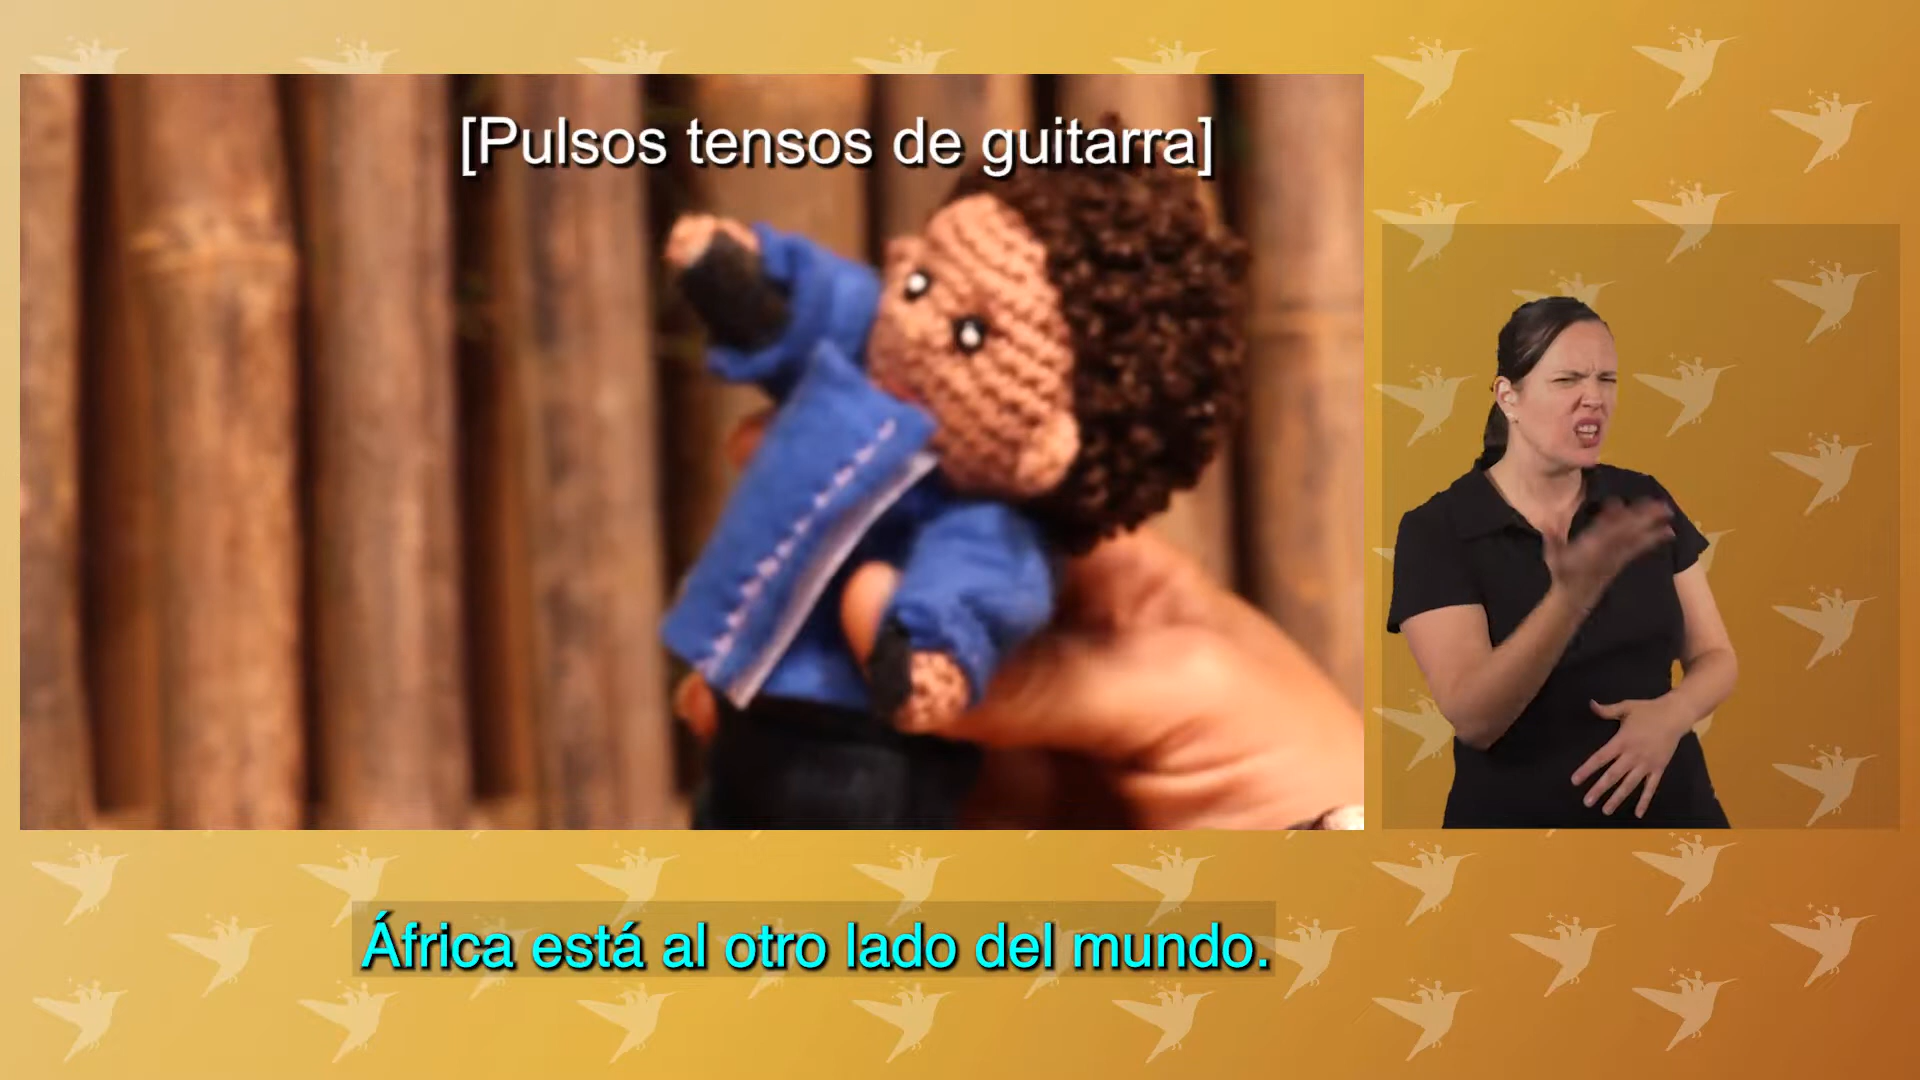 [Pulsos tensos de guitarra]
África está al otro lado del mundo.